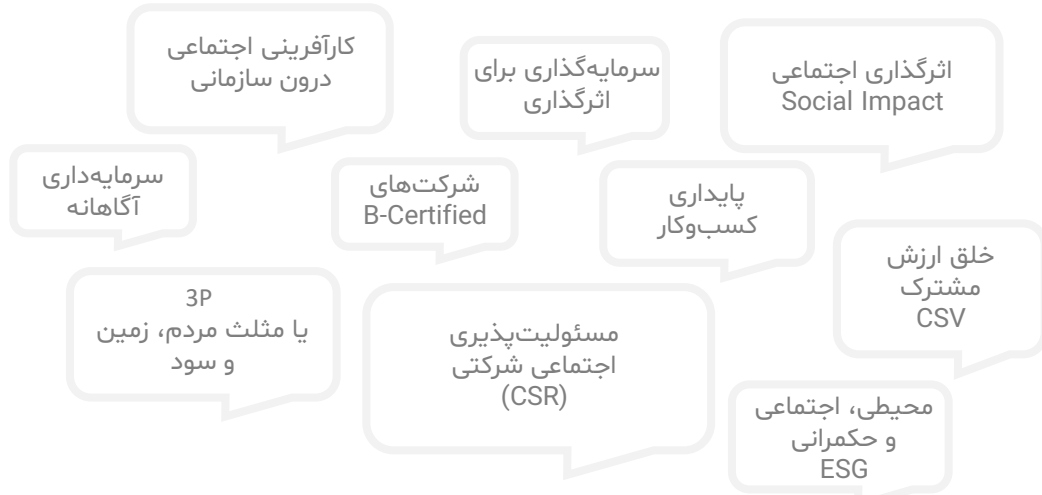 کارآفرینی اجتماعی
درون سازمانی
سرمایه‌گذاری برای
اثرگذاری
اثرگذاری اجتماعی
Social Impact
سرمایه‌داری
آگاهانه
شرکت‌های
B-Certified
پایداری
کسب‌وکار
خلق ارزش
مشترک
CSV
3P
یا مثلث مردم، زمین
و سود
مسئولیت‌پذیری
اجتماعی شرکتی
(CSR)
محیطی، اجتماعی
و حکمرانی
ESG